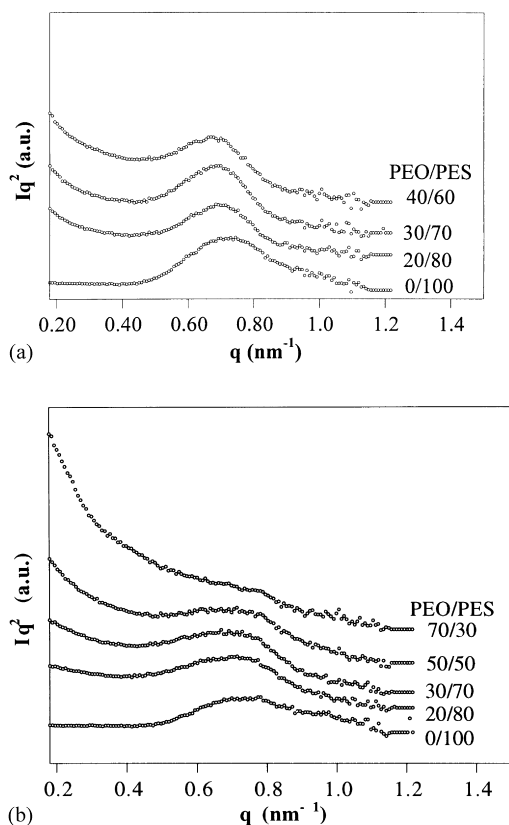 Iq² (a.u.)
PEO/PES
40/60
30/70
20/80
0/100
0.20 0.40 0.60 0.80 1.0 1.2 1.4
q (nm⁻¹)
(a)
Iq² (a.u.)
PEO/PES
70/30
50/50
30/70
20/80
0/100
0.2 0.4 0.6 0.8 1.0 1.2 1.4
q (nm⁻¹)
(b)